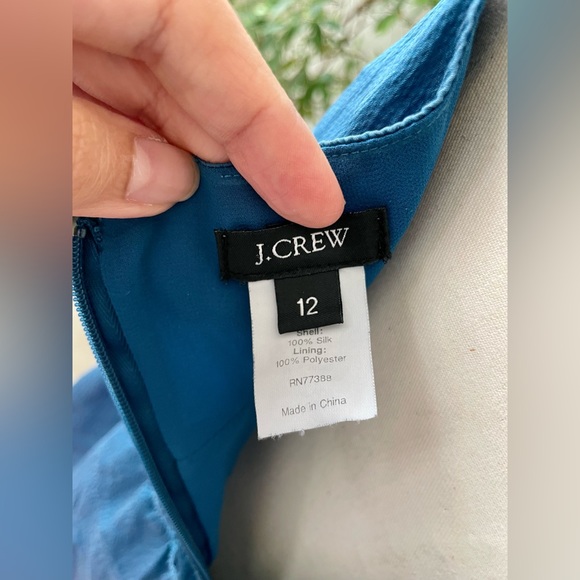 J.CREW
12
Shell:
100% Silk
Lining:
100% Polyester
RN77388
Made in China